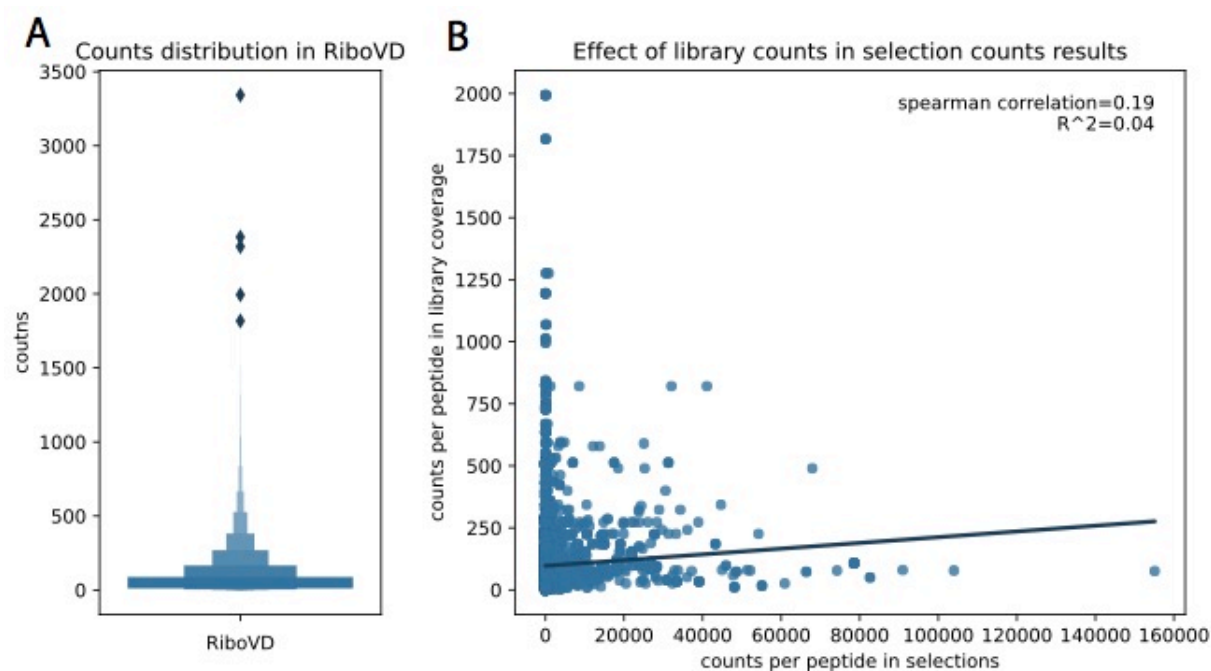 A
Counts distribution in RiboVD
3500
3000
2500
2000
1500
1000
500
0
coutns
RiboVD
B
Effect of library counts in selection counts results
spearman correlation=0.19
R^2=0.04
2000
1750
1500
1250
1000
750
500
250
0
counts per peptide in library coverage
0 20000 40000 60000 80000 100000 120000 140000 160000
counts per peptide in selections